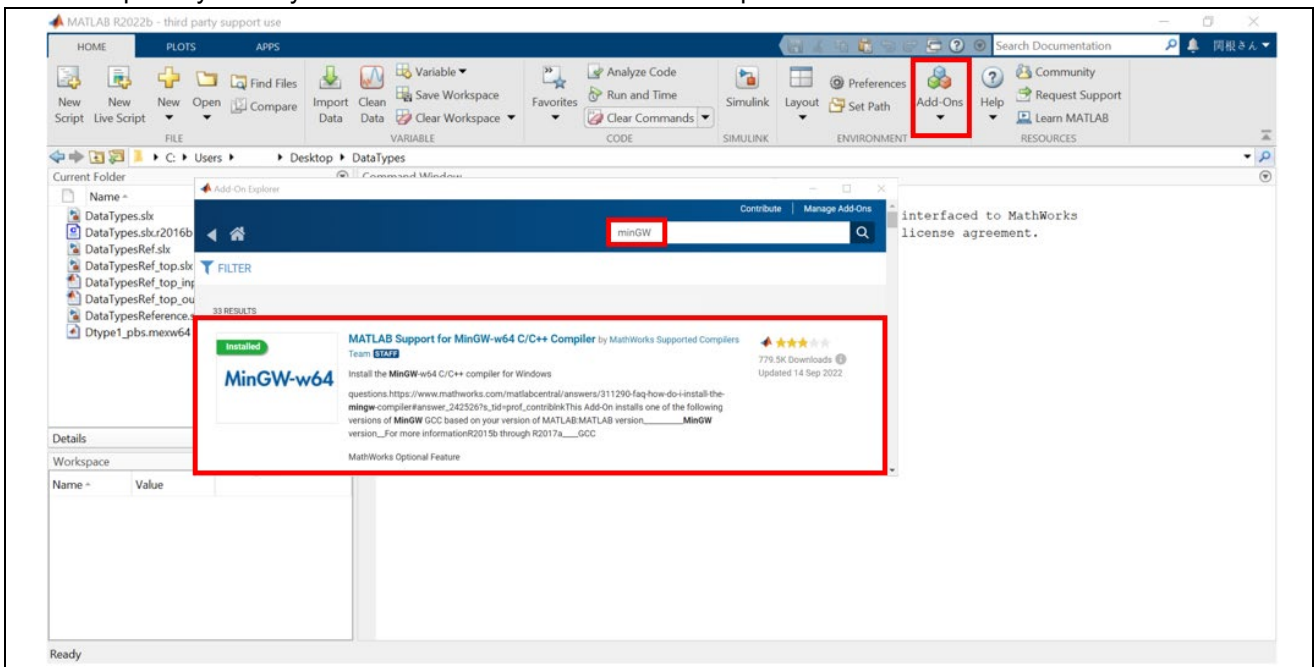 MATLAB R2022b - third party support use
HOME PLOTS APPS Search Documentation 関根さん
New Script New Live Script New Open Find Files Compare Import Data Clean Data Variable Save Workspace Clear Workspace Favorites Analyze Code Run and Time Clear Commands Simulink Layout Preferences Set Path Add-Ons Help Community Request Support Learn MATLAB
FILE VARIABLE CODE SIMULINK ENVIRONMENT RESOURCES
C: Users Desktop DataTypes
Current Folder Command Window
Name
DataTypes.slx
DataTypes.slx.r2016b
DataTypesRef.slx
DataTypesRef_top.slx
DataTypesRef_top_inp
DataTypesRef_top_ou
DataTypesReference.s
Dtype1_pbs.mexw64
interfaced to MathWorks
license agreement.
Add-On Explorer
Contribute | Manage Add-Ons
minGW
FILTER
33 RESULTS
Installed
MinGW-w64
MATLAB Support for MinGW-w64 C/C++ Compiler by MathWorks Supported Compilers
Team STAFF
Install the MinGW-w64 C/C++ compiler for Windows
questions.https://www.mathworks.com/matlabcentral/answers/311290-faq-how-do-i-install-the-
mingw-compiler#answer_242526?s_tid=prof_contriblnkThis Add-On installs one of the following
versions of MinGW GCC based on your version of MATLAB:MATLAB version_________MinGW
version__For more informationR2015b through R2017a____GCC
MathWorks Optional Feature
779.5K Downloads
Updated 14 Sep 2022
Details
Workspace
Name Value
Ready